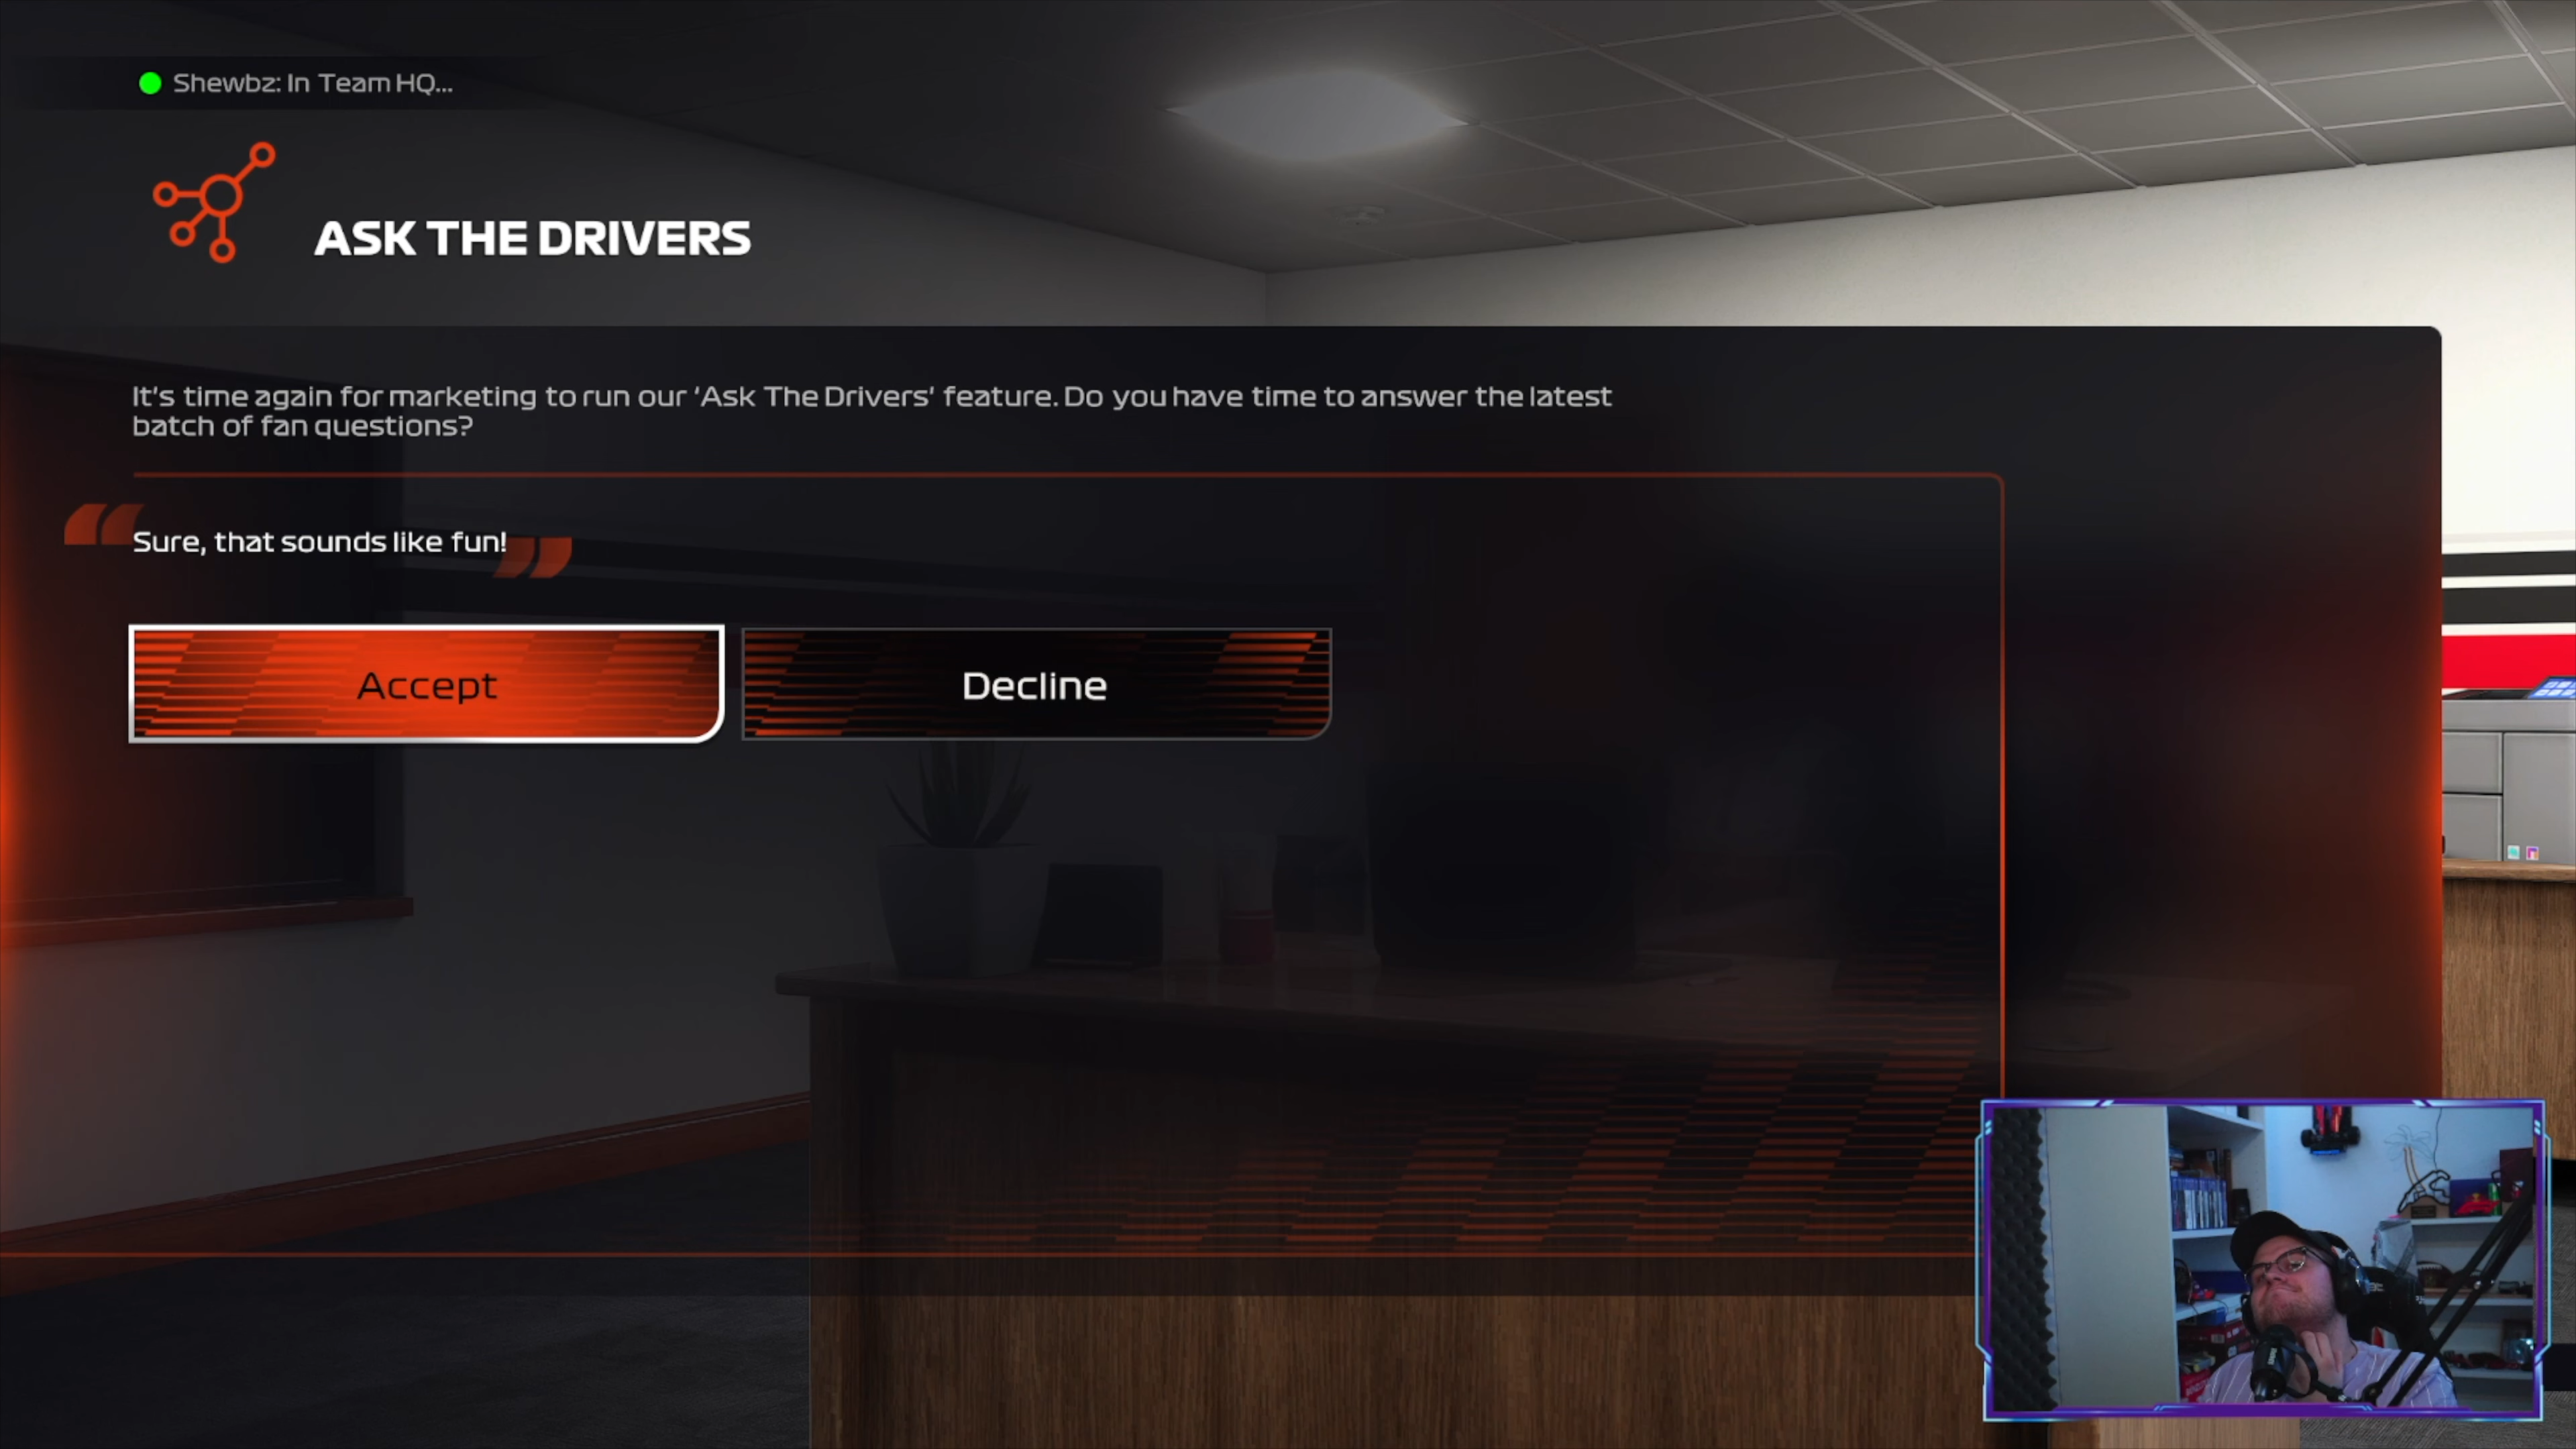 Shewbz: In Team HQ...
ASK THE DRIVERS
It's time again for marketing to run our ‘Ask The Drivers’ feature. Do you have time to answer the latest
batch of fan questions?
Sure, that sounds like fun!
Accept
Decline